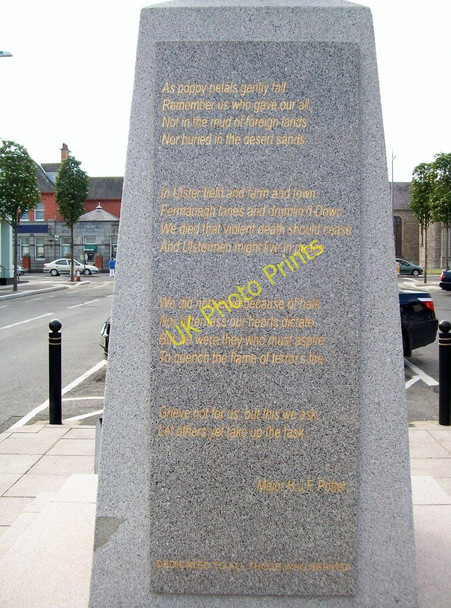 As poppy petals gently fall,
Remember us who gave our all,
Not in the mud of foreign lands
Nor buried in the desert sands.
In Ulster field and farm and town,
Fermanagh lanes and drumlin'd Down
We died that violent death should cease
And Ulstermen might live in
We did not because of hate
our hearts dictate
were they who must aspire
To quench the flame of terror's fire.
Grieve not for us, but this we ask,
Let others yet take up the task.
Major
DEDICATED TO ALL THOSE WHO SERVED
UK Photo Prints